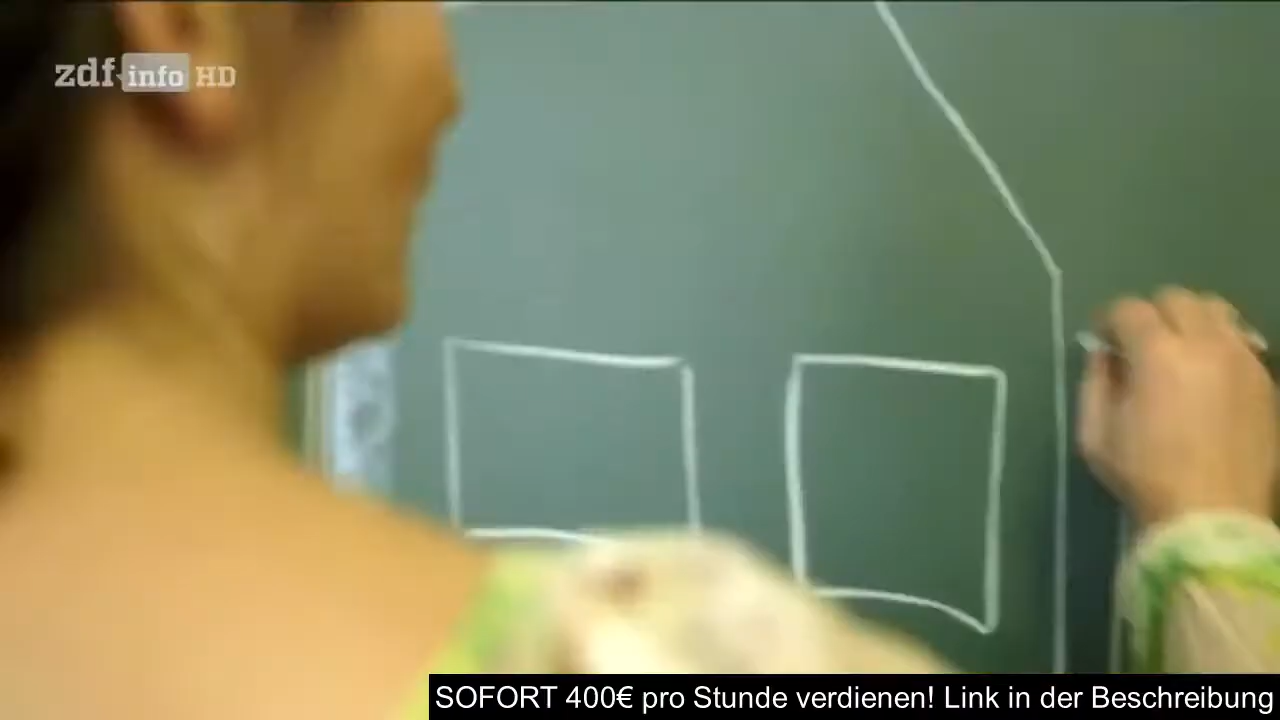 zdf info HD
SOFORT 400€ pro Stunde verdienen! Link in der Beschreibung